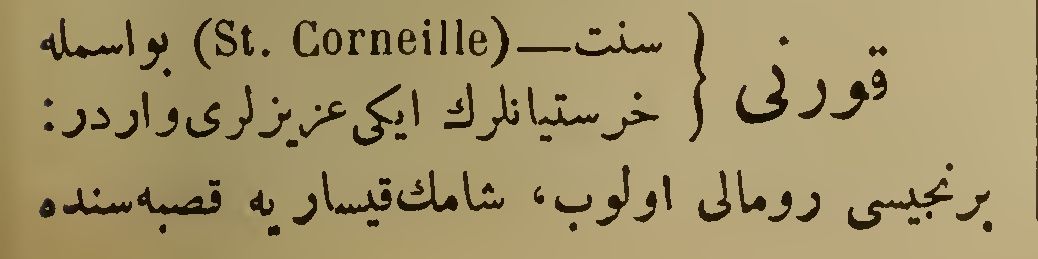 قورنی { سنت—(St. Corneille) بواسمله
خرستیانلرك ایکی عزیزلری واردر:
برنجیسی رومالی اولوب، شامك قیساریه قصبه‌سنده